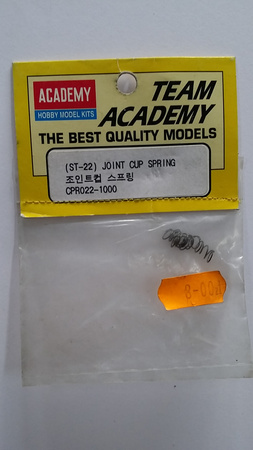 ACADEMY
HOBBY MODEL KITS
TEAM
ACADEMY
THE BEST QUALITY MODELS
(ST-22) JOINT CUP SPRING
조인트컵 스프링
CPR022-1000